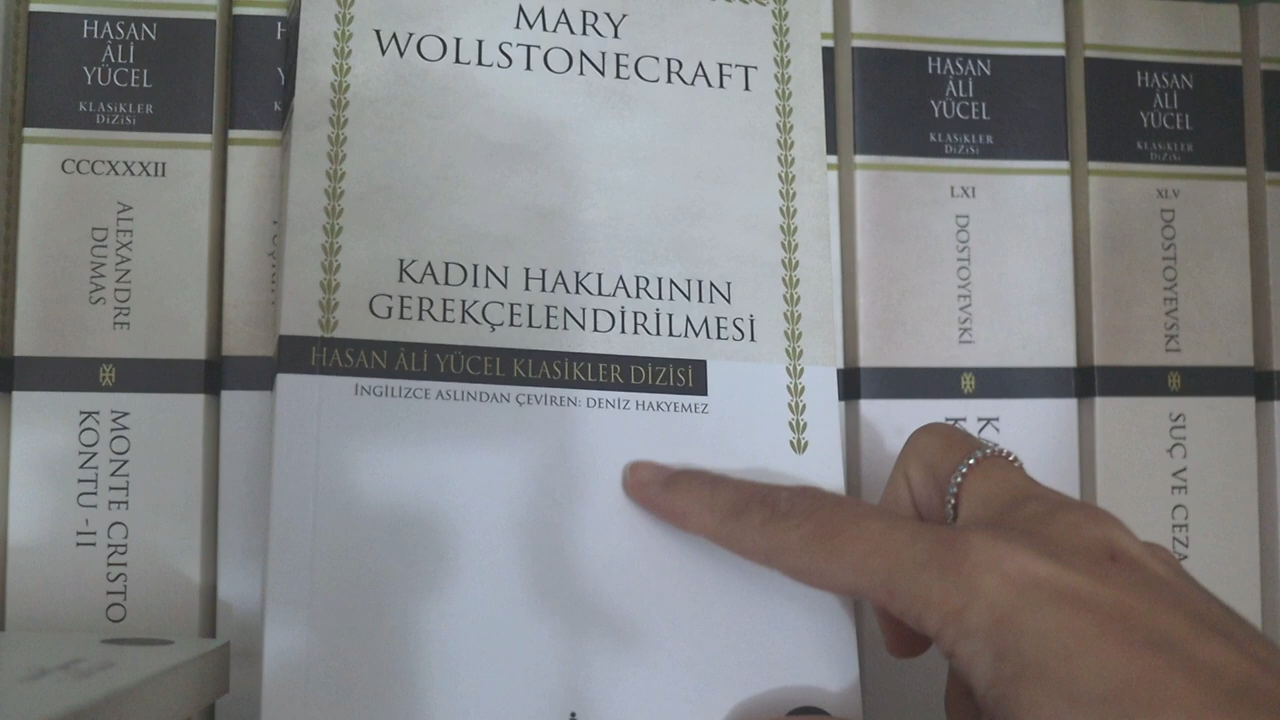 HASAN
ÂLİ
YÜCEL
KLASİKLER
DİZİSİ
CCCXXXII
ALEXANDRE
DUMAS
MONTE CRISTO
KONTU -II
MARY
WOLLSTONECRAFT
KADIN HAKLARININ
GEREKÇELENDİRİLMESİ
HASAN ÂLİ YÜCEL KLASİKLER DİZİSİ
İNGİLİZCE ASLINDAN ÇEVİREN: DENİZ HAKYEMEZ
HASAN
ÂLİ
YÜCEL
KLASİKLER
DİZİSİ
LXI
DOSTOYEVSKİ
HASAN
ÂLİ
YÜCEL
KLASİKLER
DİZİSİ
XLV
DOSTOYEVSKİ
SUÇ VE CEZA